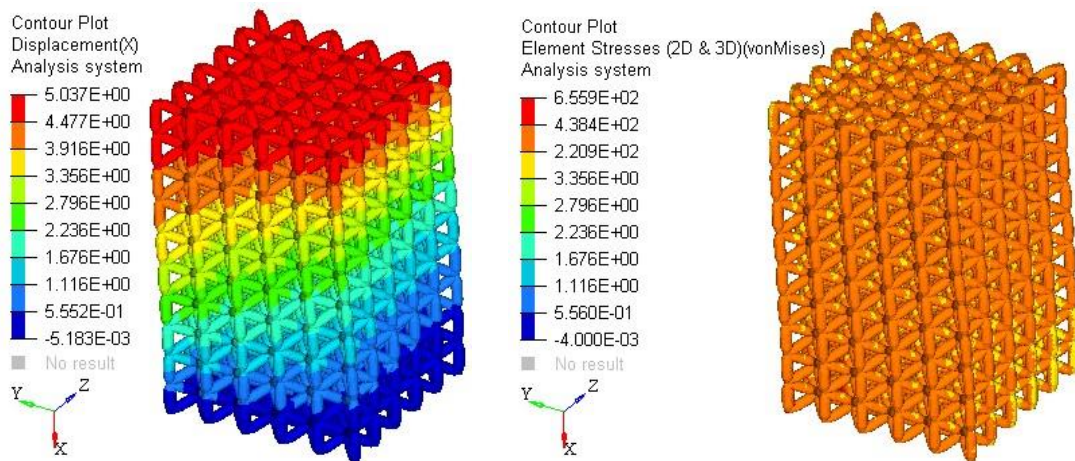 Contour Plot
Displacement(X)
Analysis system
5.037E+00
4.477E+00
3.916E+00
3.356E+00
2.796E+00
2.236E+00
1.676E+00
1.116E+00
5.552E-01
-5.183E-03
No result
Y
Z
X
Contour Plot
Element Stresses (2D & 3D)(vonMises)
Analysis system
6.559E+02
4.384E+02
2.209E+02
3.356E+00
2.796E+00
2.236E+00
1.676E+00
1.116E+00
5.560E-01
-4.000E-03
No result
Y
Z
X